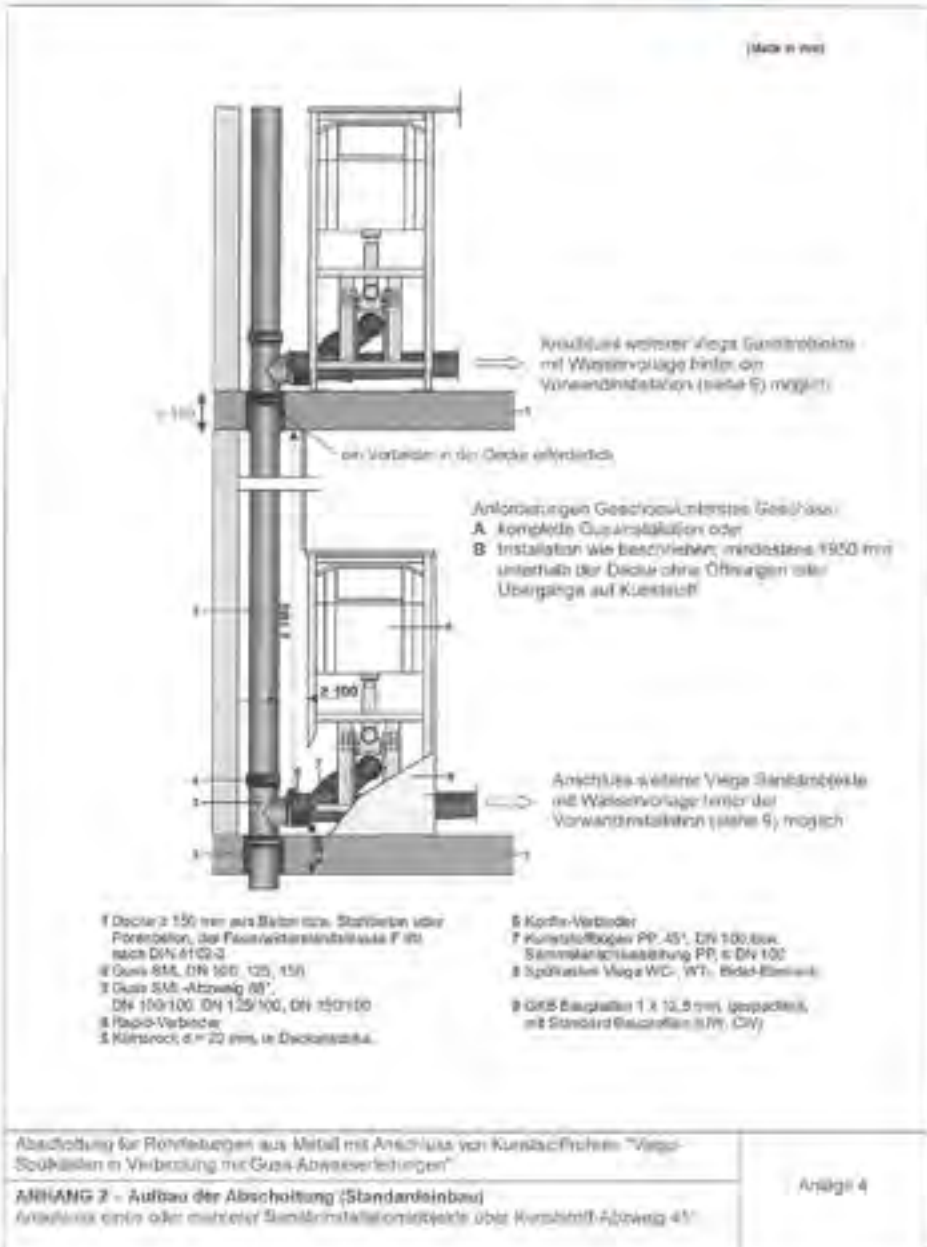 (Maße in mm)
Anschluss weiterer Viega Sanitärobjekte
mit Wasservorlage hinter der
Vorwandinstallation (siehe 9) möglich
≥ 150
1
ein Verbleiben in der Decke erforderlich
Anforderungen Geschoss/unterstes Geschoss:
A komplette Gussinstallation oder
B Installation wie beschrieben, mindestens 1950 mm
unterhalb der Decke ohne Öffnungen oder
Übergänge auf Kunststoff
≥ 100
Anschluss weiterer Viega Sanitärobjekte
mit Wasservorlage hinter der
Vorwandinstallation (siehe 9) möglich
1 Decke ≥ 150 mm aus Beton bzw. Stahlbeton oder
Porenbeton, der Feuerwiderstandsklasse F 90
nach DIN 4102-2
2 Guss SML, DN 100, 125, 150
3 Guss SML-Abzweig 88°,
DN 100/100, DN 125/100, DN 150/100
4 Rapid-Verbinder
5 d = 20 mm, in Deckenstärke
6 Konfix-Verbinder
7 Kunststoffbogen PP, 45°, DN 100 bzw.
Sammelanschlussleitung PP, ≤ DN 100
8 Spülkasten Viega WC-, WT-, Bidet-Element
9 GKB Bauplatten 1 x 12,5 mm, gespachtelt,
mit Standard Bauprofilen (UW, CW)
Abschottung für Rohrleitungen aus Metall mit Anschluss von Kunststoffrohren "Viega-
Spülkästen in Verbindung mit Guss-Abwasserleitungen"
Anlage 4
ANHANG 2 – Aufbau der Abschottung (Standardeinbau)
Anschluss eines oder mehrerer Sanitärinstallationsobjekte über Kunststoff-Abzweig 45°